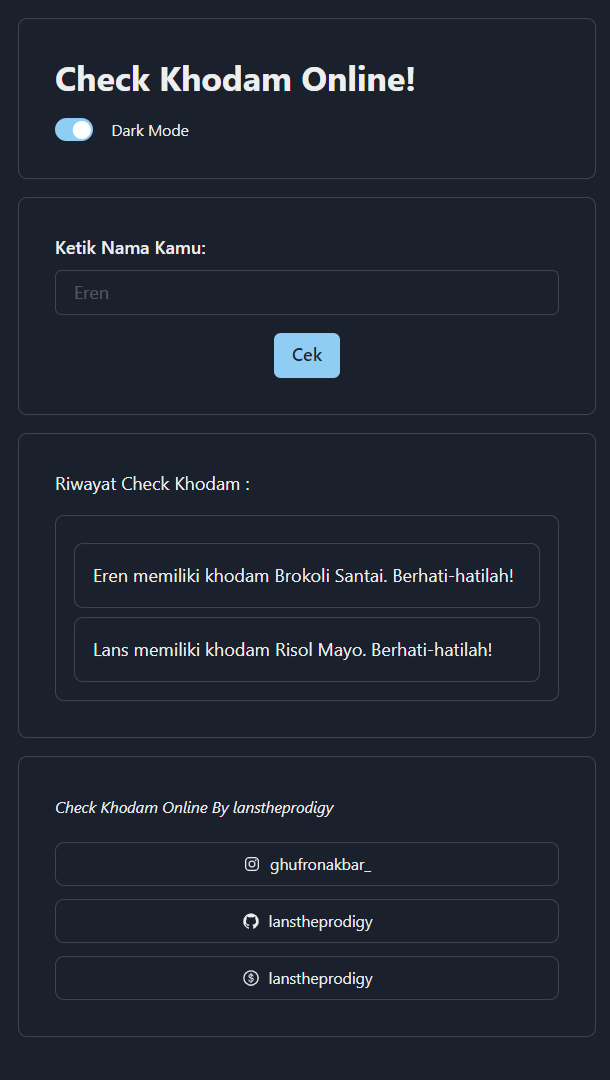 Check Khodam Online!
Dark Mode
Ketik Nama Kamu:
Eren
Cek
Riwayat Check Khodam :
Eren memiliki khodam Brokoli Santai. Berhati-hatilah!
Lans memiliki khodam Risol Mayo. Berhati-hatilah!
Check Khodam Online By lanstheprodigy
ghufronakbar_
lanstheprodigy
lanstheprodigy